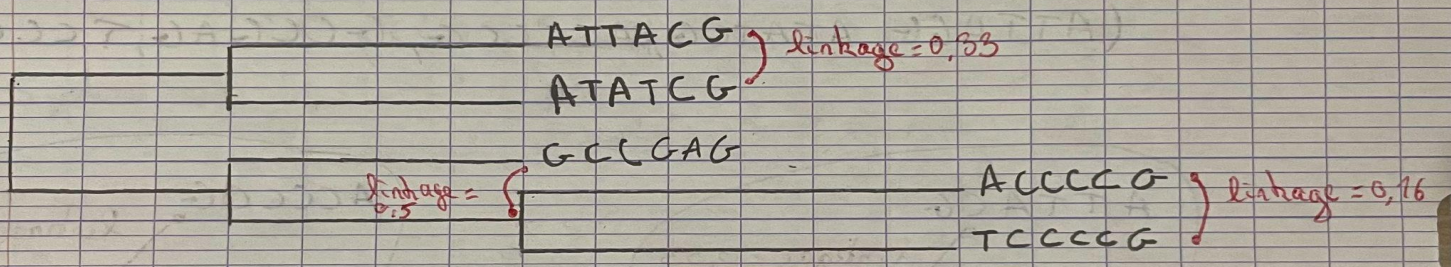 ATTACG
linkage = 0,33
ATATCG
GCCGAG
linkage =
0.5
ACCCCG
linkage = 0,16
TCCCCG